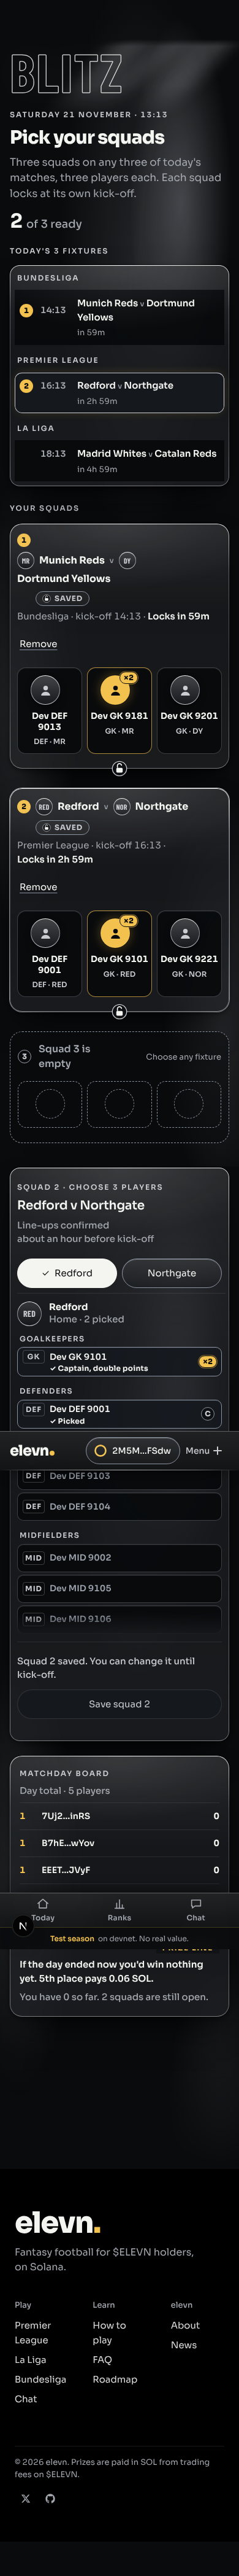 BLITZ
SATURDAY 21 NOVEMBER · 13:13
Pick your squads
Three squads on any three of today's
matches, three players each. Each squad
locks at its own kick-off.
2 of 3 ready
TODAY'S 3 FIXTURES
BUNDESLIGA
1 14:13 Munich Reds v Dortmund
Yellows
in 59m
PREMIER LEAGUE
2 16:13 Redford v Northgate
in 2h 59m
LA LIGA
18:13 Madrid Whites v Catalan Reds
in 4h 59m
YOUR SQUADS
1
MR Munich Reds v DY
Dortmund Yellows
SAVED
Bundesliga · kick-off 14:13 · Locks in 59m
Remove
×2
Dev DEF
9013
DEF · MR
Dev GK 9181
GK · MR
Dev GK 9201
GK · DY
2 RED Redford v NOR Northgate
SAVED
Premier League · kick-off 16:13 ·
Locks in 2h 59m
Remove
×2
Dev DEF
9001
DEF · RED
Dev GK 9101
GK · RED
Dev GK 9221
GK · NOR
3 Squad 3 is
empty
Choose any fixture
SQUAD 2 · CHOOSE 3 PLAYERS
Redford v Northgate
Line-ups confirmed
about an hour before kick-off
✓ Redford
Northgate
RED Redford
Home · 2 picked
GOALKEEPERS
GK Dev GK 9101 ×2
✓ Captain, double points
DEFENDERS
DEF Dev DEF 9001 C
✓ Picked
elevn. 2M5M...FSdw Menu
DEF Dev DEF 9103
DEF Dev DEF 9104
MIDFIELDERS
MID Dev MID 9002
MID Dev MID 9105
MID Dev MID 9106
Squad 2 saved. You can change it until
kick-off.
Save squad 2
MATCHDAY BOARD
Day total · 5 players
1 7Uj2...inRS 0
1 B7hE...wYov 0
1 EEET...JVyF 0
N
Today
Ranks
Chat
Test season on devnet. No real value.
If the day ended now you'd win nothing
yet. 5th place pays 0.06 SOL.
You have 0 so far. 2 squads are still open.
elevn.
Fantasy football for $ELEVN holders,
on Solana.
Play
Premier
League
La Liga
Bundesliga
Chat
Learn
How to
play
FAQ
Roadmap
elevn
About
News
© 2026 elevn. Prizes are paid in SOL from trading
fees on $ELEVN.